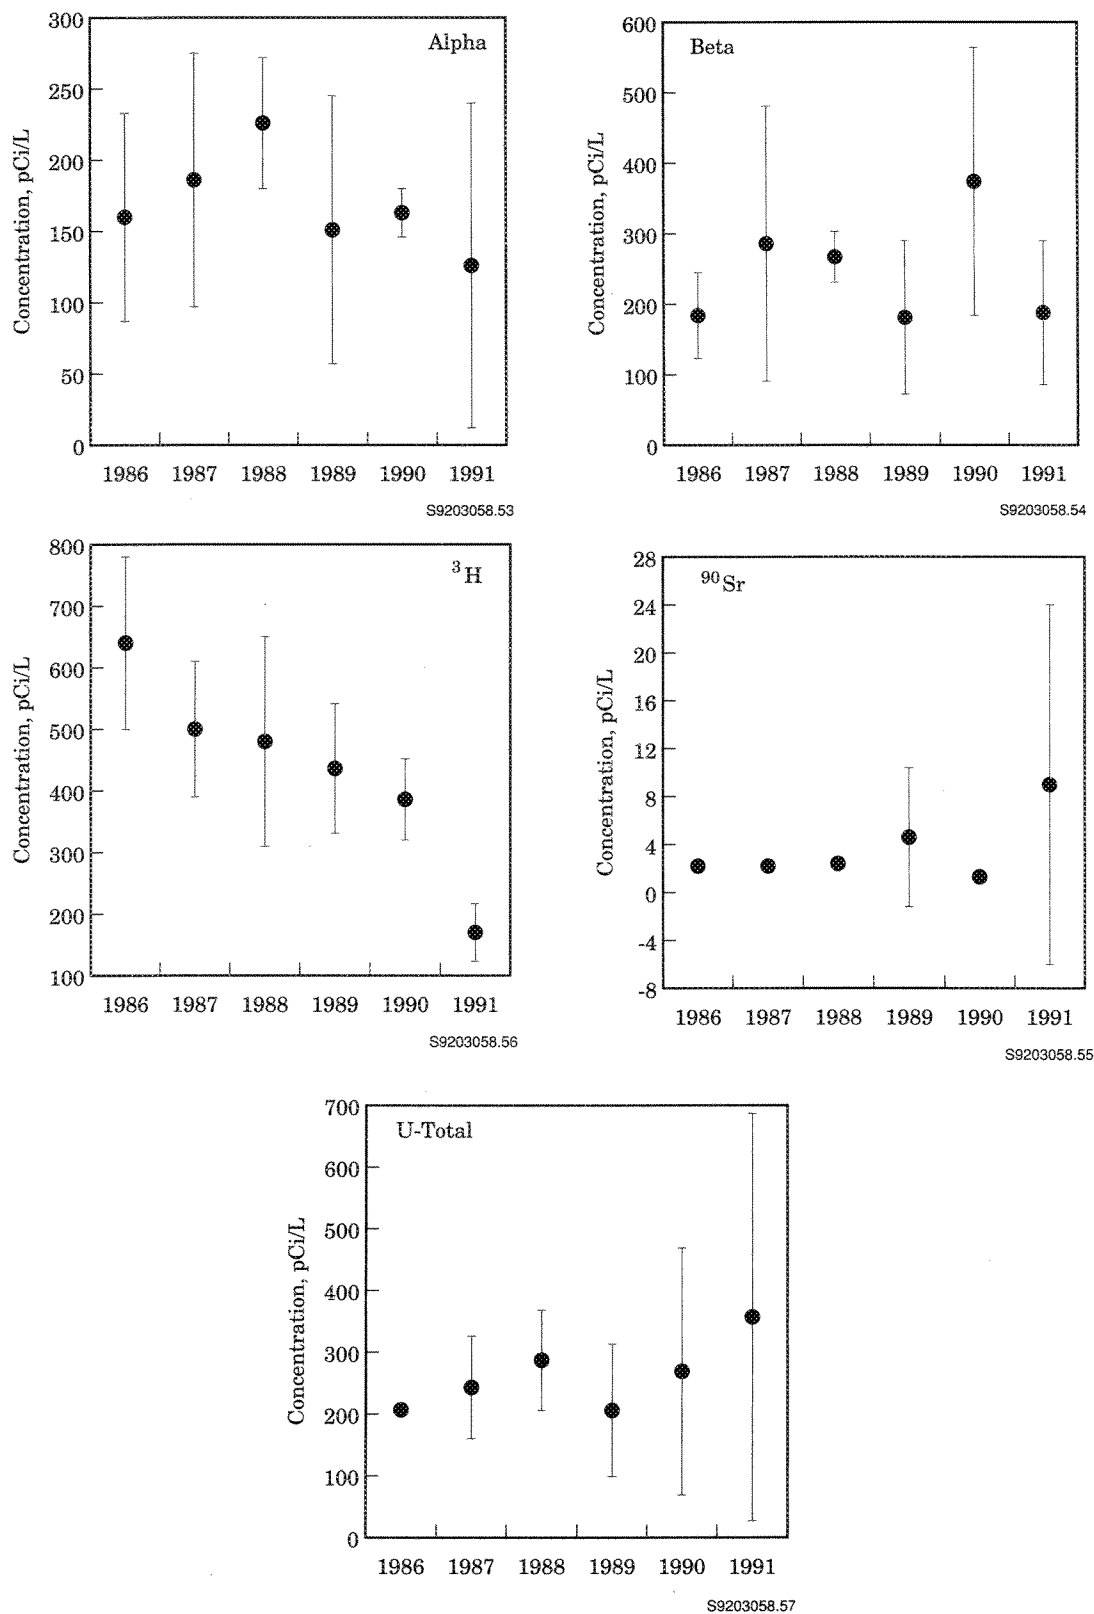 Alpha
Concentration, pCi/L
300
250
200
150
100
50
0
1986 1987 1988 1989 1990 1991
S9203058.53
Beta
Concentration, pCi/L
600
500
400
300
200
100
0
1986 1987 1988 1989 1990 1991
S9203058.54
3H
Concentration, pCi/L
800
700
600
500
400
300
200
100
1986 1987 1988 1989 1990 1991
S9203058.56
90Sr
Concentration, pCi/L
28
24
20
16
12
8
4
0
-4
-8
1986 1987 1988 1989 1990 1991
S9203058.55
U-Total
Concentration, pCi/L
700
600
500
400
300
200
100
0
1986 1987 1988 1989 1990 1991
S9203058.57